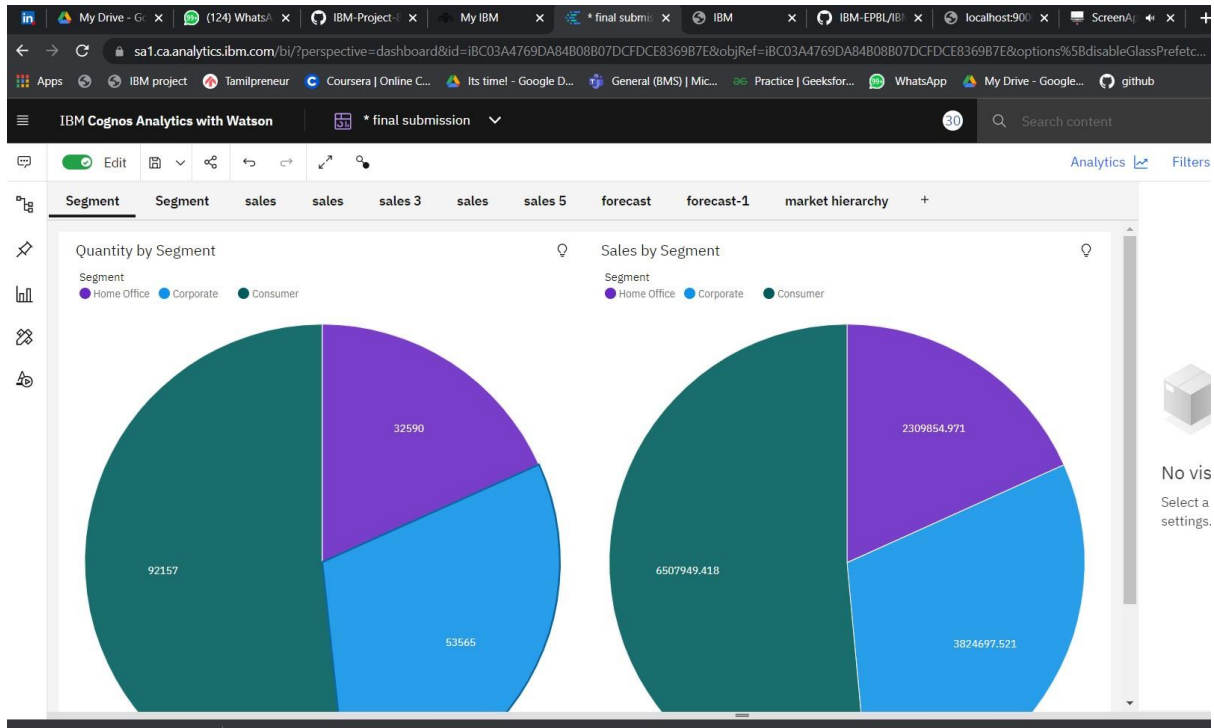 in My Drive - Gc × (124) WhatsA × IBM-Project-8 × My IBM × * final submis × IBM × IBM-EPBL/IB × localhost:900 × ScreenAp × +
sa1.ca.analytics.ibm.com/bi/?perspective=dashboard&id=iBC03A4769DA84B08B07DCFDCE8369B7E&objRef=iBC03A4769DA84B08B07DCFDCE8369B7E&options%5BdisableGlassPrefetc...
Apps IBM project Tamilpreneur Coursera | Online C... Its time! - Google D... General (BMS) | Mic... Practice | Geeksfor... WhatsApp My Drive - Google... github
IBM Cognos Analytics with Watson * final submission 30 Search content
Edit Analytics Filters
Segment Segment sales sales sales 3 sales sales 5 forecast forecast-1 market hierarchy +
Quantity by Segment
Segment
Home Office Corporate Consumer
32590
92157
53565
Sales by Segment
Segment
Home Office Corporate Consumer
2309854.971
6507949.418
3824697.521
No vis
Select a
settings.